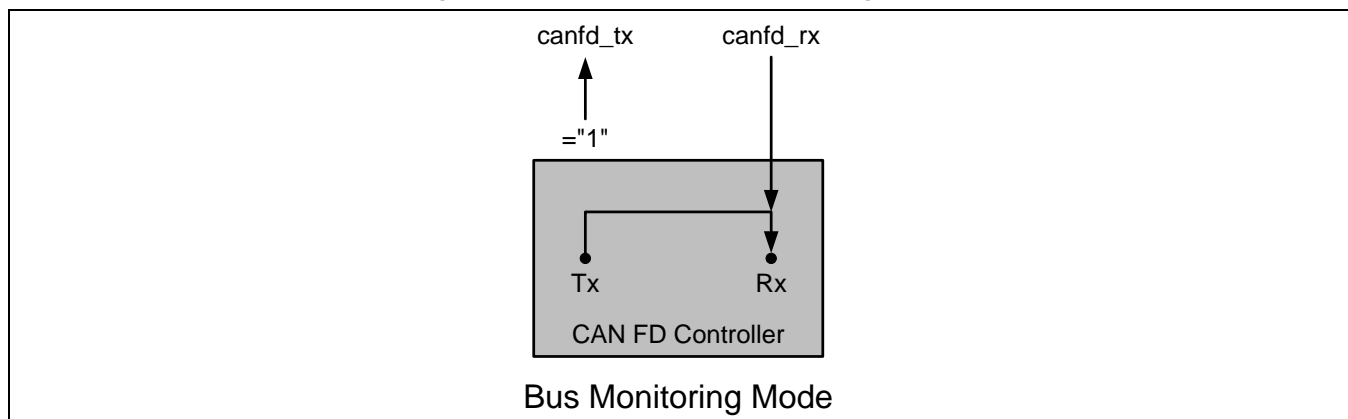 canfd_tx canfd_rx
="1"
Tx Rx
CAN FD Controller
Bus Monitoring Mode